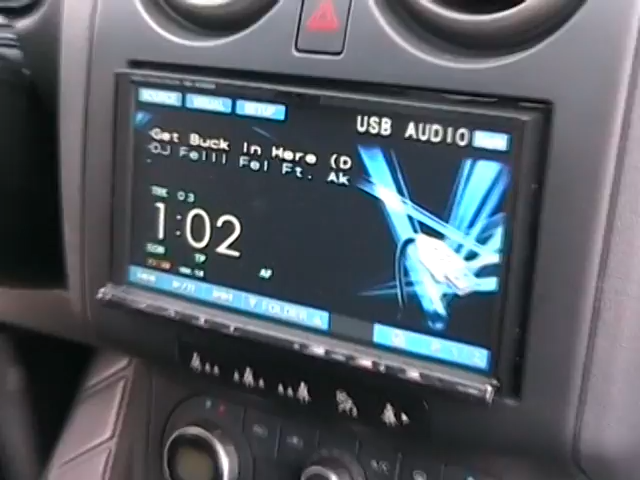 SOURCE VISUAL SETUP
USB AUDIO
Get Buck In Here (D
DJ Felli Fel Ft. Ak
TRK 03
1:02
TP
AF
FOLDER